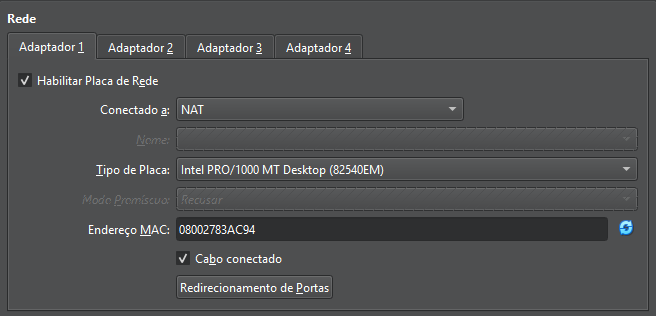 Rede
Adaptador 1 Adaptador 2 Adaptador 3 Adaptador 4
Habilitar Placa de Rede
Conectado a: NAT
Nome:
Tipo de Placa: Intel PRO/1000 MT Desktop (82540EM)
Modo Promíscuo: Recusar
Endereço MAC: 08002783AC94
Cabo conectado
Redirecionamento de Portas